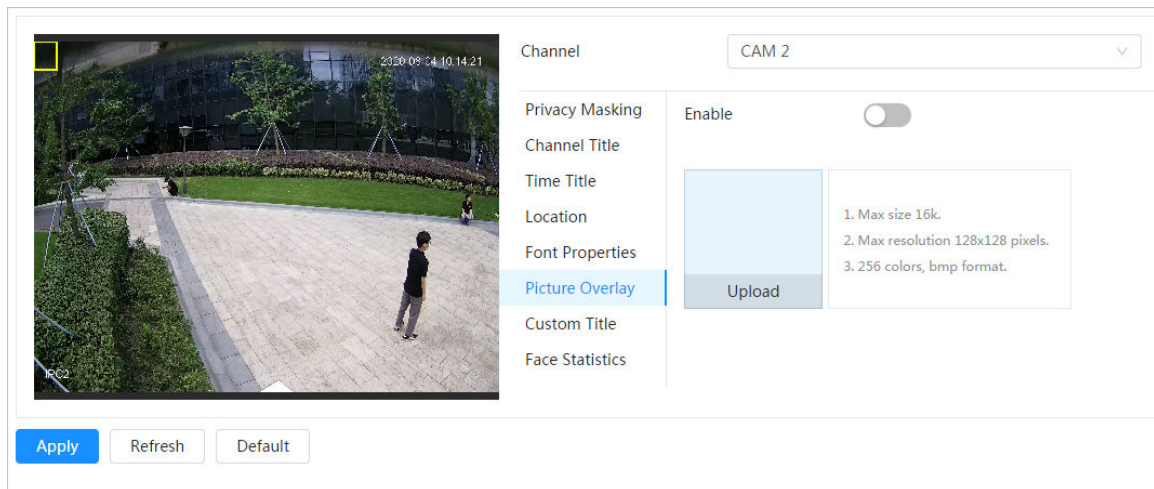 Channel
CAM 2
2020-09-04 10:14:21
Privacy Masking
Enable
Channel Title
Time Title
Location
Font Properties
Picture Overlay
Custom Title
Face Statistics
1. Max size 16k.
2. Max resolution 128x128 pixels.
3. 256 colors, bmp format.
Upload
IPC2
Apply
Refresh
Default